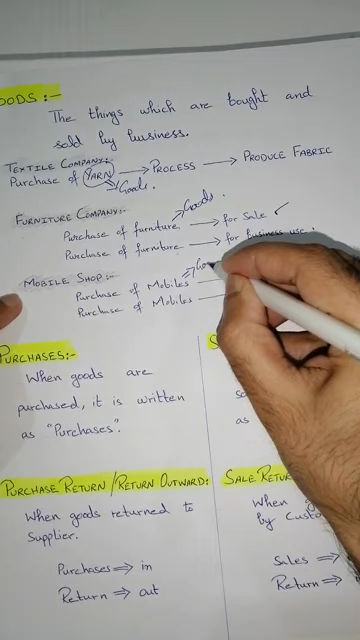 OODS:-
The things which are bought and
sold by business.
TEXTILE COMPANY:-
Purchase of YARN → PROCESS → PRODUCE FABRIC
Goods.
FURNITURE COMPANY:-
Goods.
Purchase of furniture → for Sale ✓
Purchase of furniture → for business use.
MOBILE SHOP:-
Goo
Purchase of Mobiles
Purchase of Mobiles
PURCHASES:-
When goods are
purchased, it is written
as "Purchases".
S
as
PURCHASE RETURN/RETURN OUTWARD:
When goods returned to
Supplier.
Purchases ⇒ in
Return ⇒ out
SALE RETUR
When
by Custo
Sales ⇒
Return ⇒